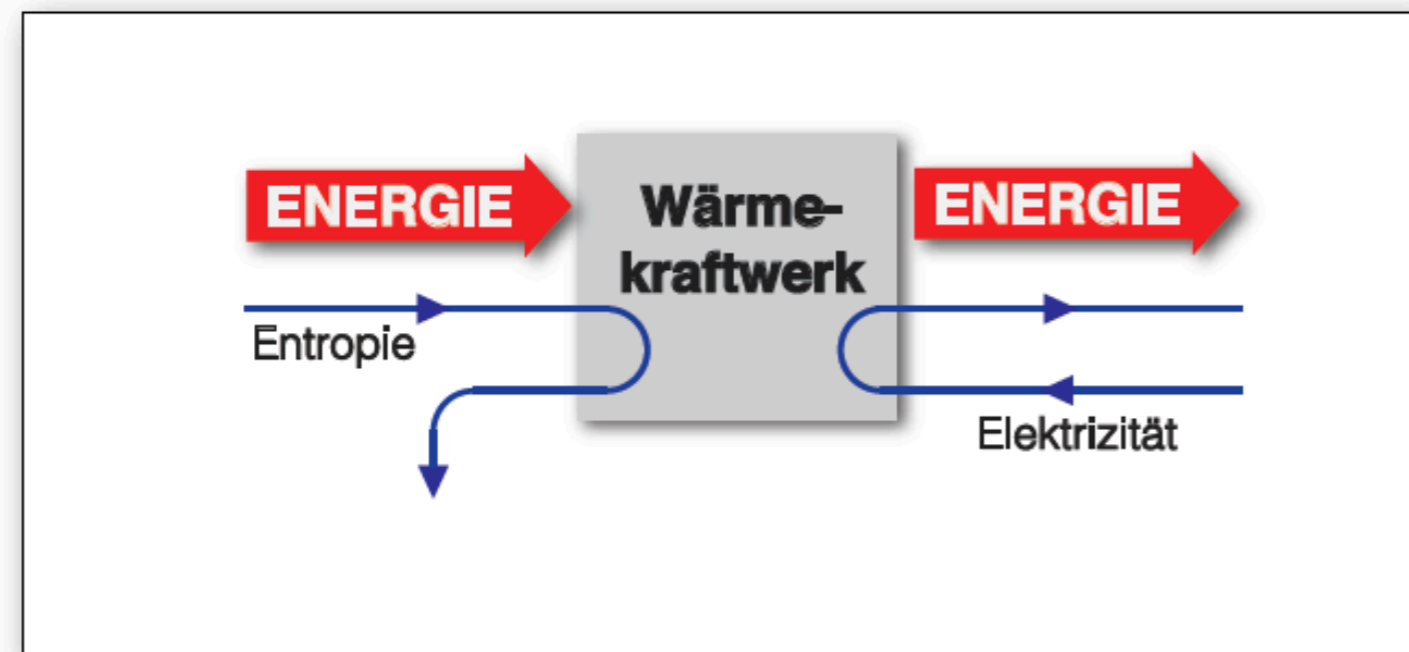 ENERGIE
Wärme-
kraftwerk
ENERGIE
Entropie
Elektrizität